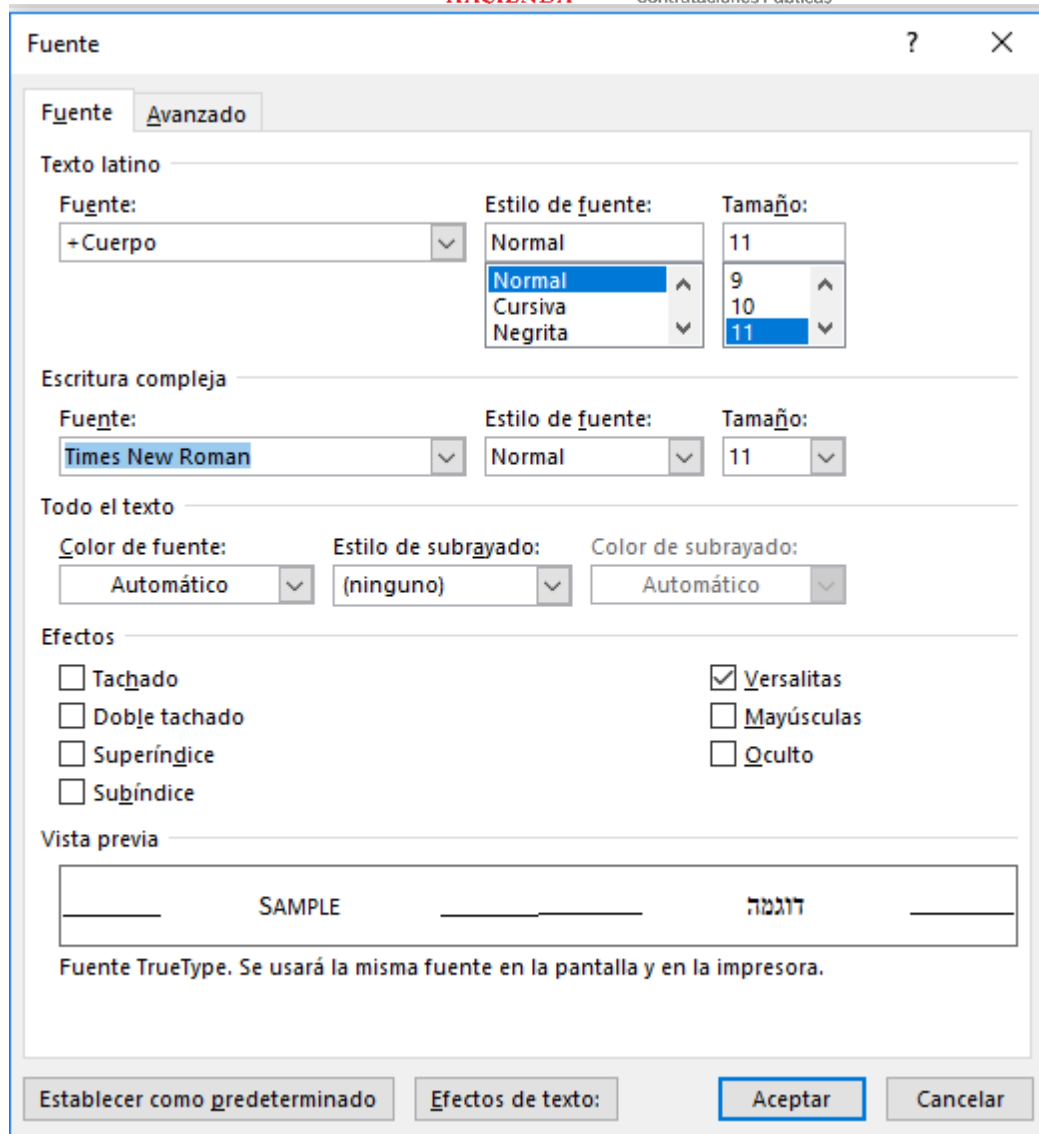 HACIENDA Contrataciones Públicas
Fuente ? ✕
Fuente Avanzado
Texto latino
Fuente: Estilo de fuente: Tamaño:
+Cuerpo Normal 11
Normal 9
Cursiva 10
Negrita 11
Escritura compleja
Fuente: Estilo de fuente: Tamaño:
Times New Roman Normal 11
Todo el texto
Color de fuente: Estilo de subrayado: Color de subrayado:
Automático (ninguno) Automático
Efectos
Tachado Versalitas
Doble tachado Mayúsculas
Superíndice Oculto
Subíndice
Vista previa
SAMPLE דוגמה
Fuente TrueType. Se usará la misma fuente en la pantalla y en la impresora.
Establecer como predeterminado Efectos de texto: Aceptar Cancelar